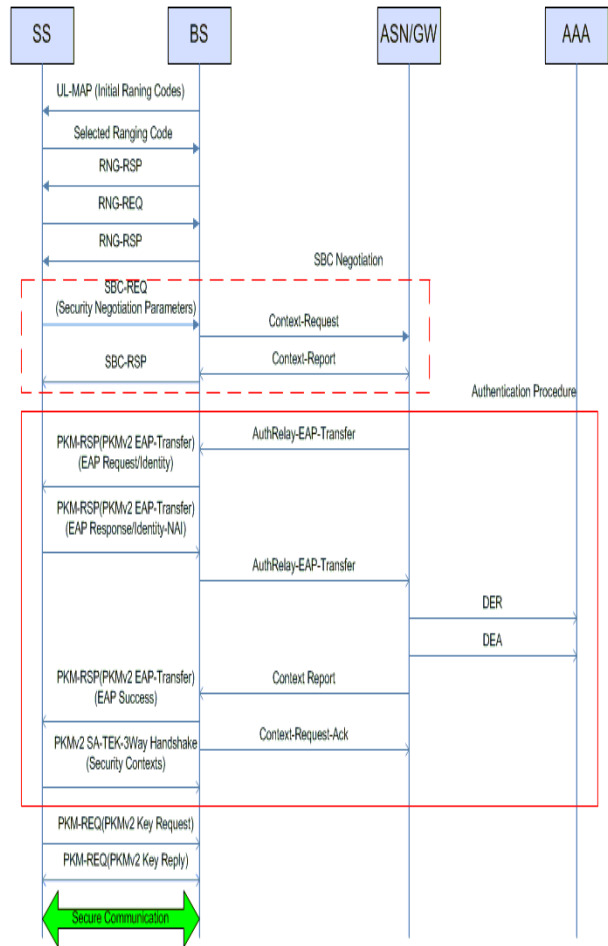 SS
BS
ASN/GW
AAA
UL-MAP (Initial Raning Codes)
Selected Ranging Code
RNG-RSP
RNG-REQ
RNG-RSP
SBC Negotiation
SBC-REQ
(Security Negotiation Parameters)
Context-Request
Context-Report
SBC-RSP
Authentication Procedure
AuthRelay-EAP-Transfer
PKM-RSP(PKMv2 EAP-Transfer)
(EAP Request/Identity)
PKM-RSP(PKMv2 EAP-Transfer)
(EAP Response/Identity-NAI)
AuthRelay-EAP-Transfer
DER
DEA
PKM-RSP(PKMv2 EAP-Transfer)
(EAP Success)
Context Report
PKMv2 SA-TEK-3Way Handshake
(Security Contexts)
Context-Request-Ack
PKM-REQ(PKMv2 Key Request)
PKM-REQ(PKMv2 Key Reply)
Secure Communication